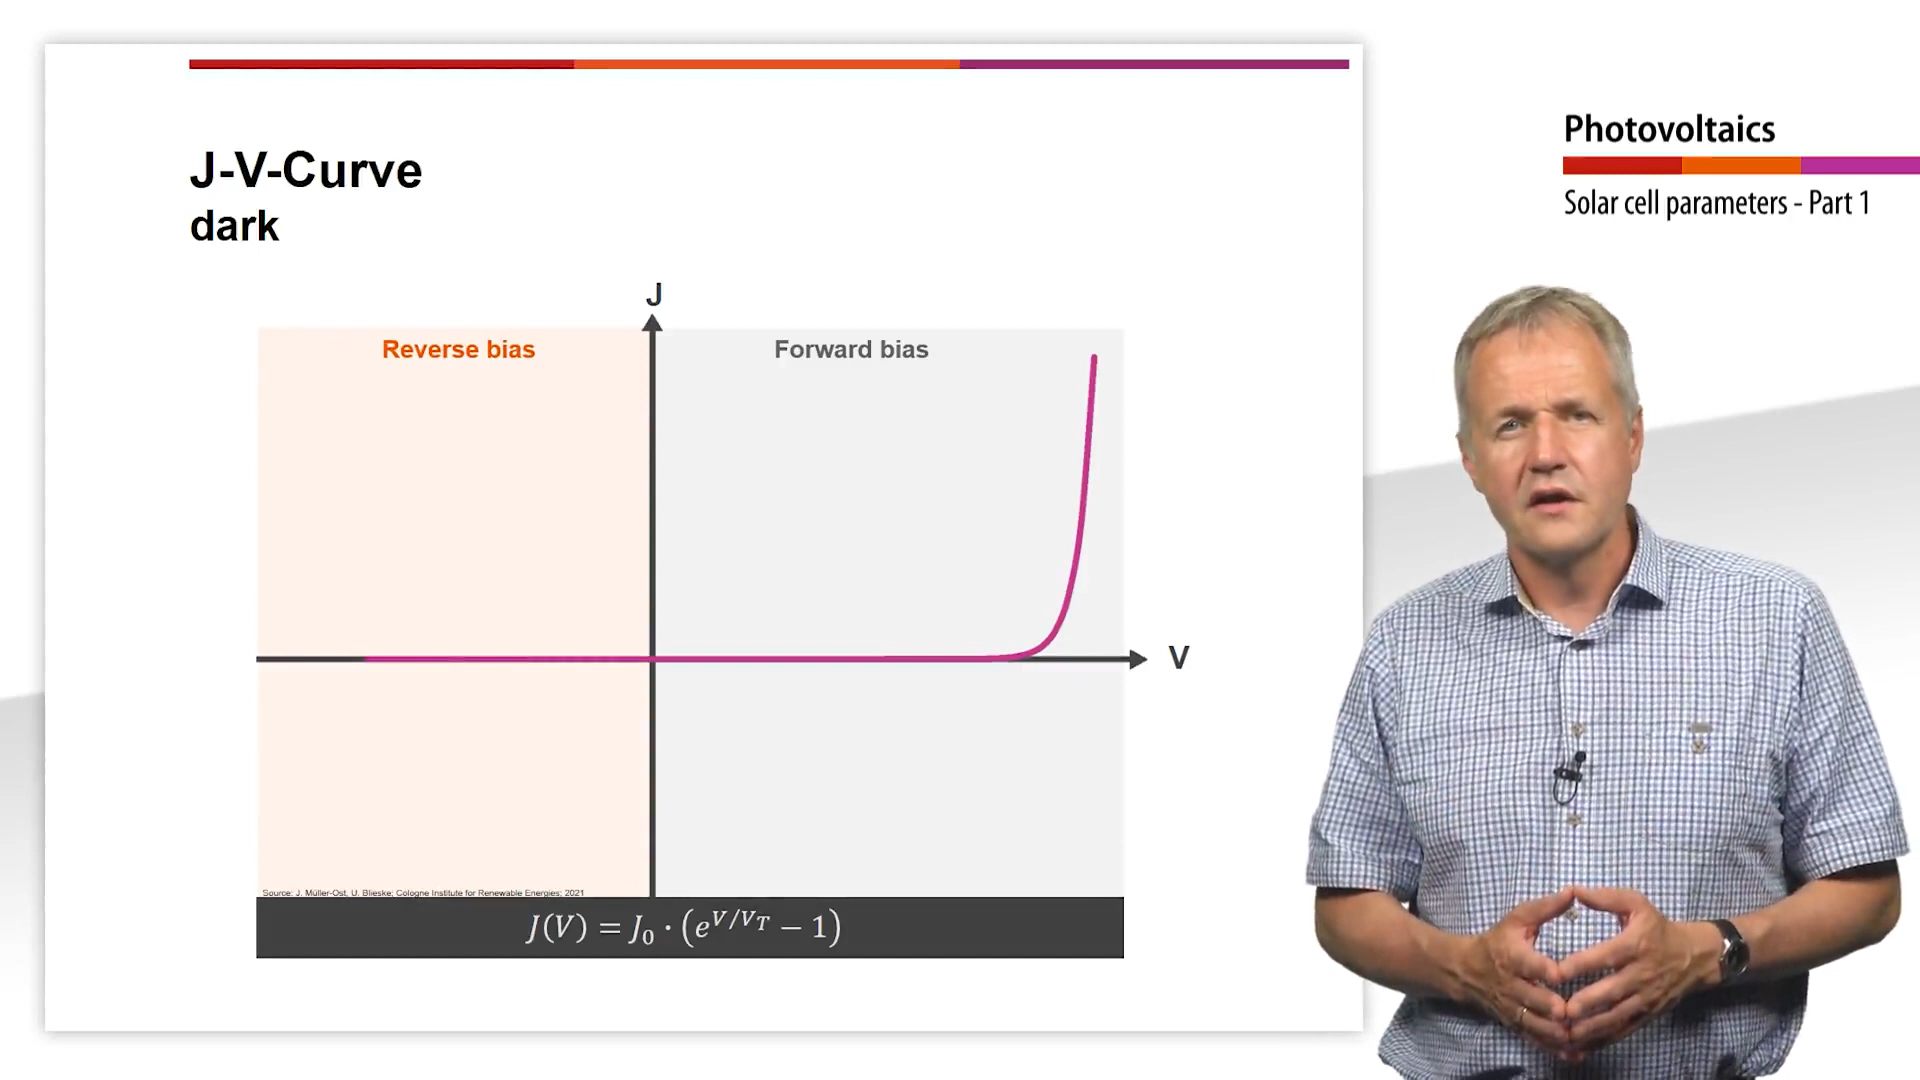 J-V-Curve
dark
J
Reverse bias
Forward bias
V
Source: J. Müller-Ost, U. Blieske; Cologne Institute for Renewable Energies; 2021
J(V) = J₀ · (e^{V/V_T} − 1)
Photovoltaics
Solar cell parameters - Part 1